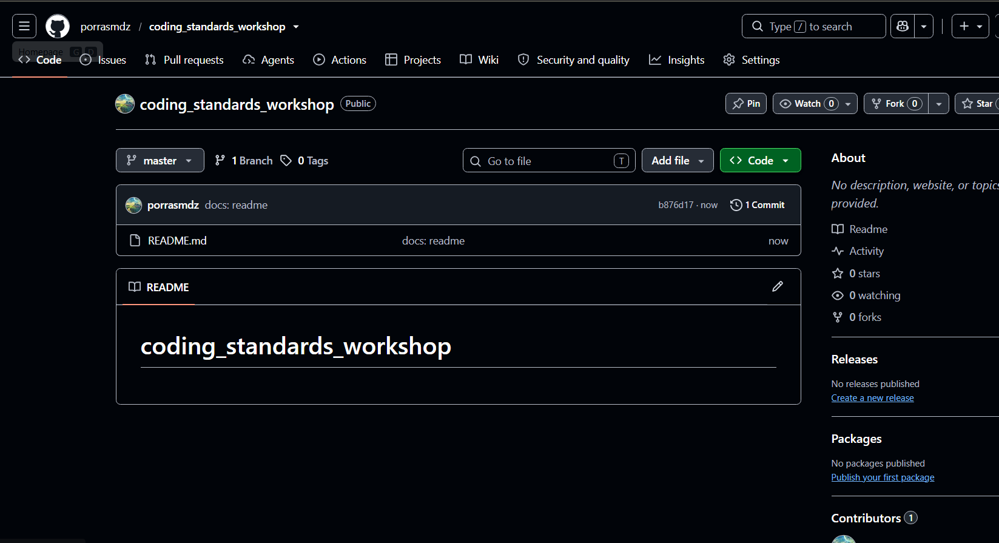 porrasmdz / coding_standards_workshop
Type / to search
Homepage G D
Code Issues Pull requests Agents Actions Projects Wiki Security and quality Insights Settings
coding_standards_workshop Public
Pin Watch 0 Fork 0 Star
master 1 Branch 0 Tags
Go to file T Add file Code
porrasmdz docs: readme b876d17 · now 1 Commit
README.md docs: readme now
README
coding_standards_workshop
About
No description, website, or topics
provided.
Readme
Activity
0 stars
0 watching
0 forks
Releases
No releases published
Create a new release
Packages
No packages published
Publish your first package
Contributors 1